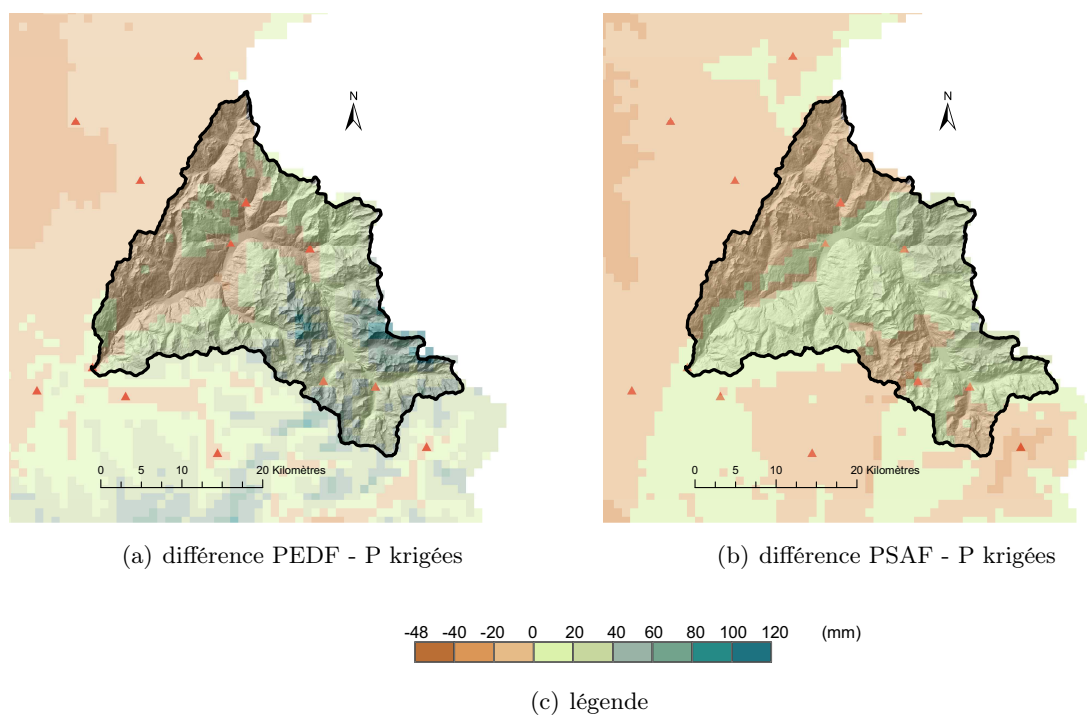 N
N
0 5 10 20 Kilomètres
0 5 10 20 Kilomètres
(a) différence PEDF - P krigées
(b) différence PSAF - P krigées
-48 -40 -20 0 20 40 60 80 100 120 (mm)
(c) légende